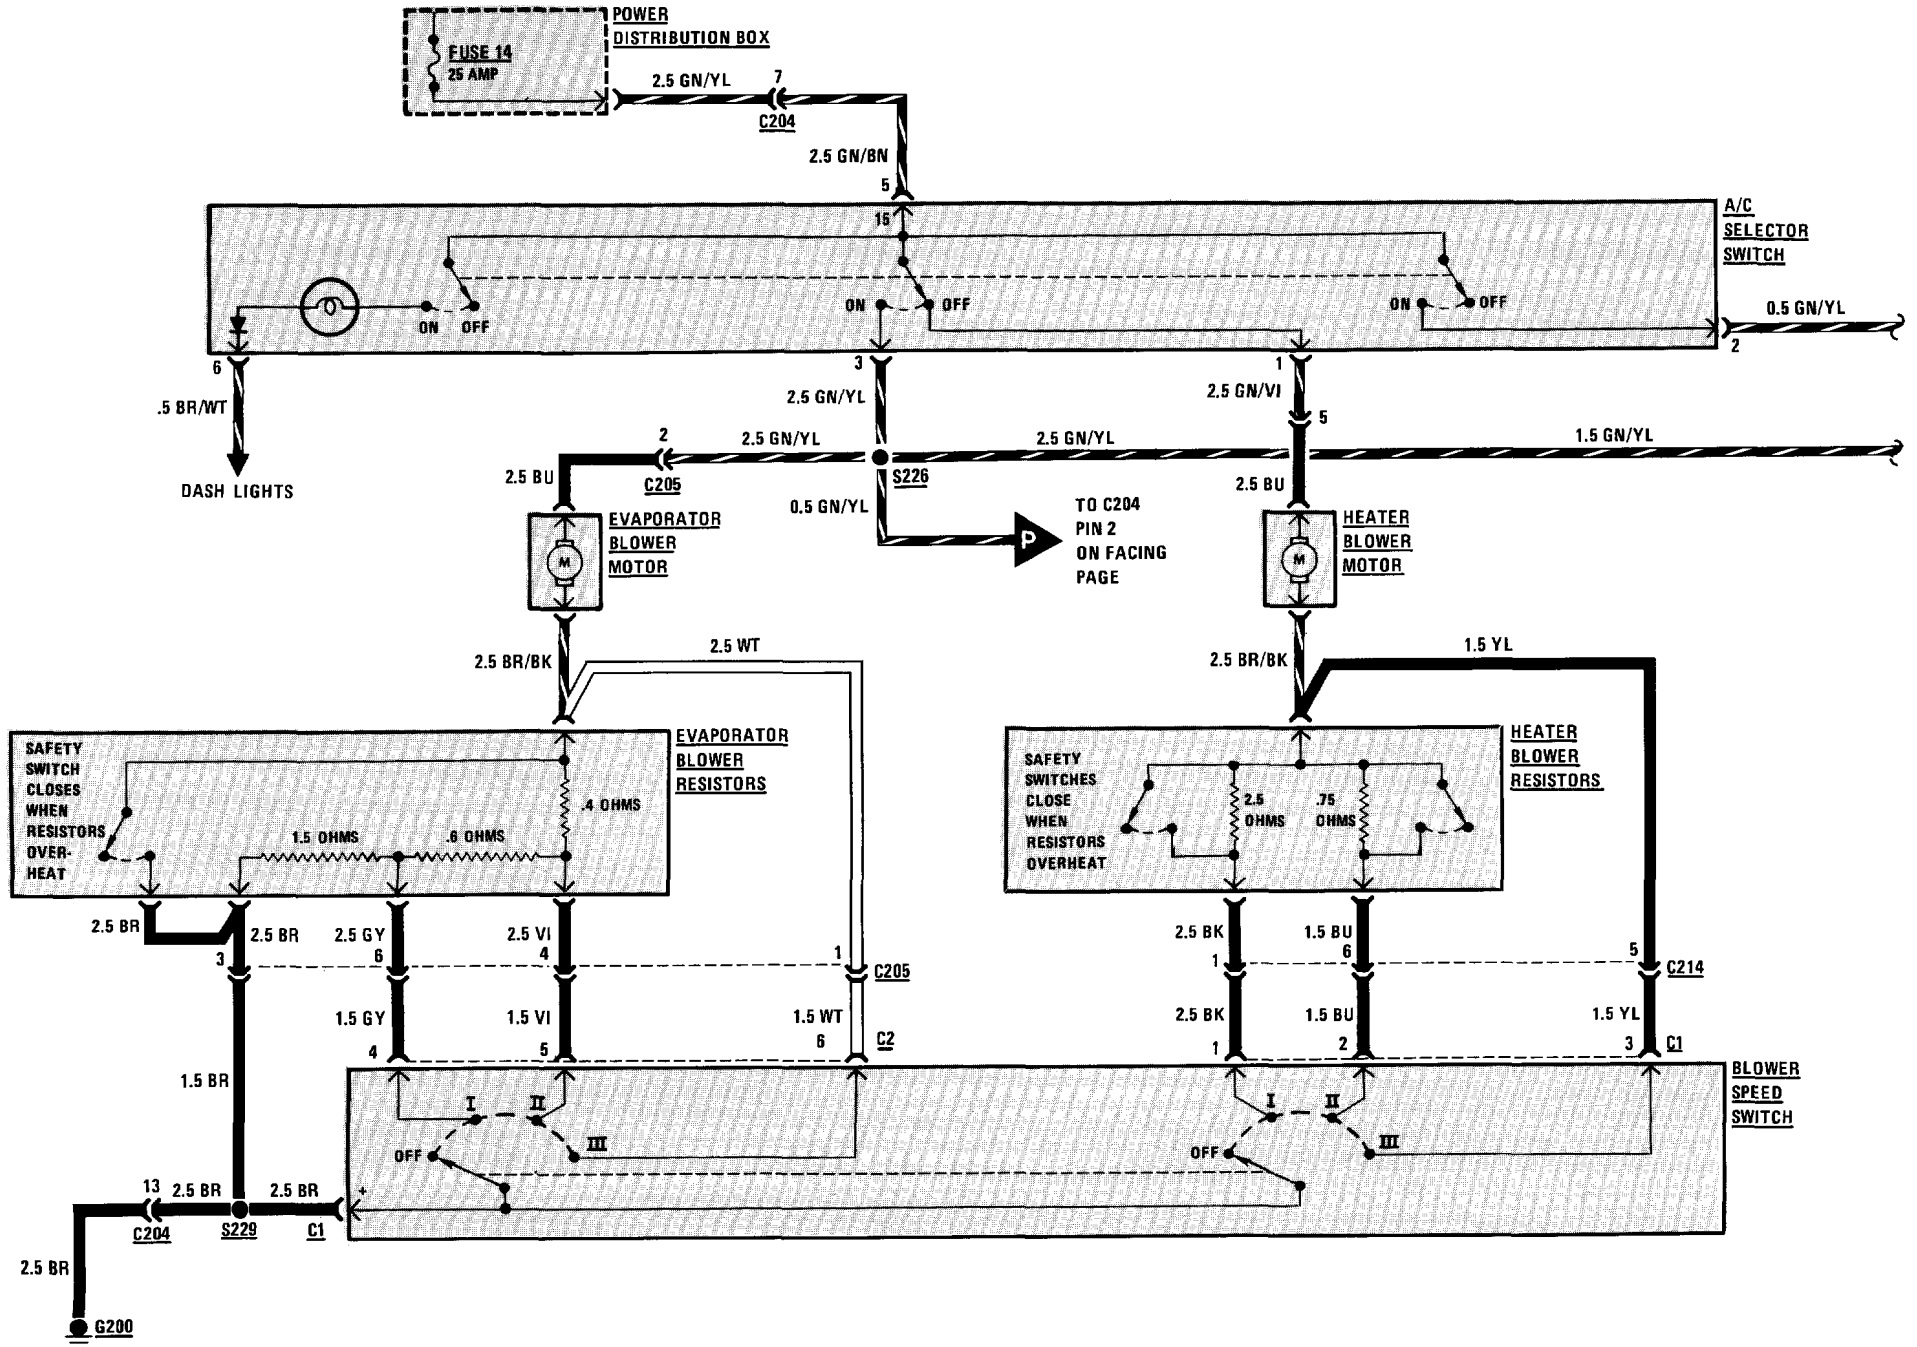 POWER
DISTRIBUTION BOX
FUSE 14
25 AMP
2.5 GN/YL
7
C204
2.5 GN/BN
5
15
A/C
SELECTOR
SWITCH
ON
OFF
ON
OFF
ON
OFF
0.5 GN/YL
2
6
3
1
.5 BR/WT
2.5 GN/YL
2.5 GN/VI
5
DASH LIGHTS
2
2.5 GN/YL
2.5 GN/YL
1.5 GN/YL
2.5 BU
C205
S226
2.5 BU
0.5 GN/YL
P
TO C204
PIN 2
ON FACING
PAGE
EVAPORATOR
BLOWER
MOTOR
M
HEATER
BLOWER
MOTOR
M
2.5 BR/BK
2.5 WT
2.5 BR/BK
1.5 YL
SAFETY
SWITCH
CLOSES
WHEN
RESISTORS
OVER-
HEAT
1.5 OHMS
.6 OHMS
.4 OHMS
EVAPORATOR
BLOWER
RESISTORS
SAFETY
SWITCHES
CLOSE
WHEN
RESISTORS
OVERHEAT
2.5
OHMS
.75
OHMS
HEATER
BLOWER
RESISTORS
2.5 BR
2.5 BR
2.5 GY
2.5 VI
2.5 BK
1.5 BU
3
6
4
1
C205
1
6
5
C214
1.5 GY
1.5 VI
1.5 WT
2.5 BK
1.5 BU
1.5 YL
4
5
6
C2
1
2
3
C1
1.5 BR
BLOWER
SPEED
SWITCH
I
II
III
OFF
I
II
III
OFF
13
2.5 BR
2.5 BR
+
C204
S229
C1
2.5 BR
G200